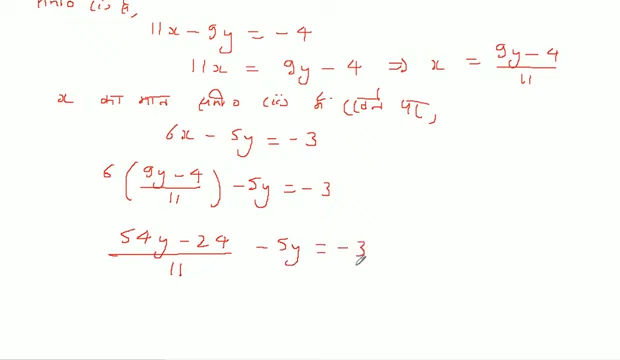 समी० (i) से,
11x - 9y = -4
11x = 9y - 4 ⇒ x = (9y - 4)/11
x का मान समी० (ii) में रखने पर,
6x - 5y = -3
6 ((9y - 4)/11) - 5y = -3
(54y - 24)/11 - 5y = -3